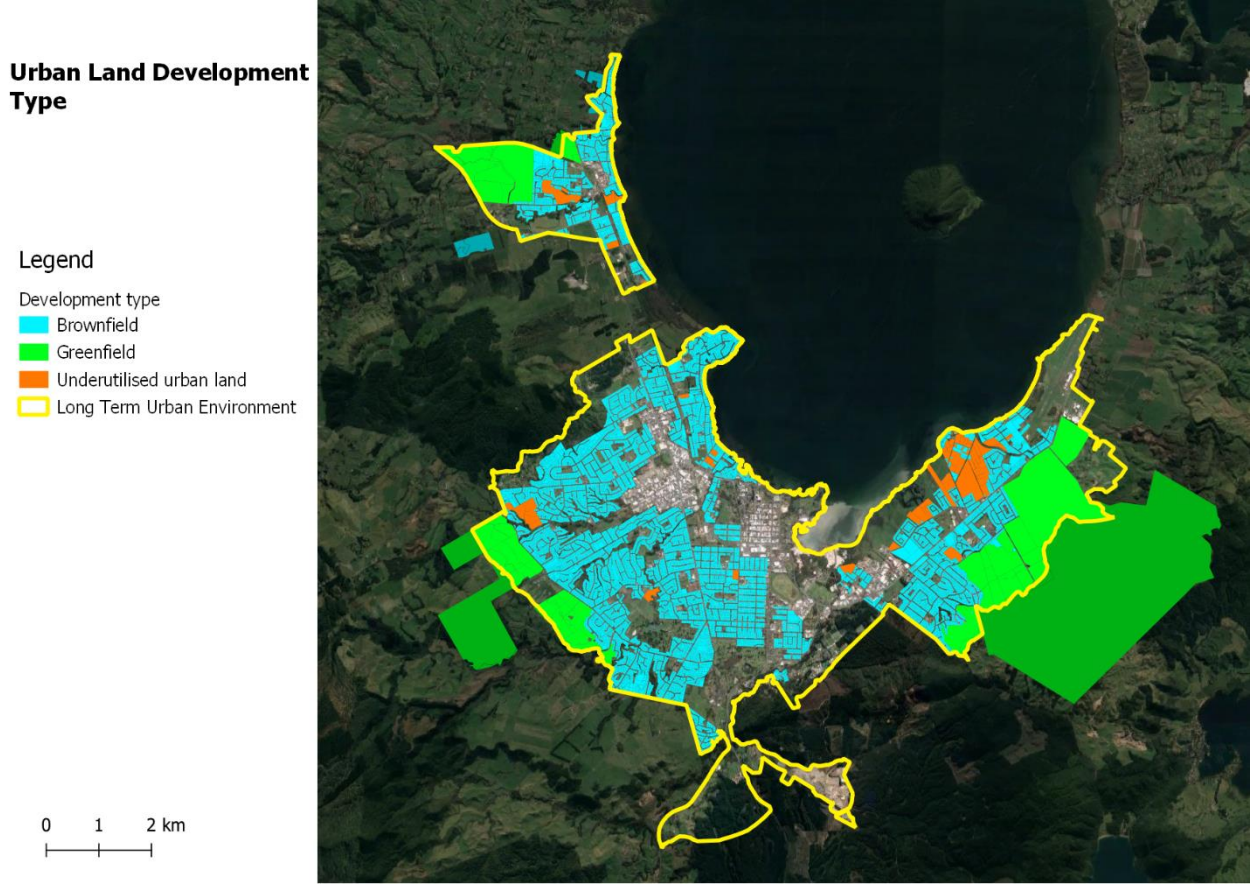 Urban Land Development
Type
Legend
Development type
Brownfield
Greenfield
Underutilised urban land
Long Term Urban Environment
0 1 2 km